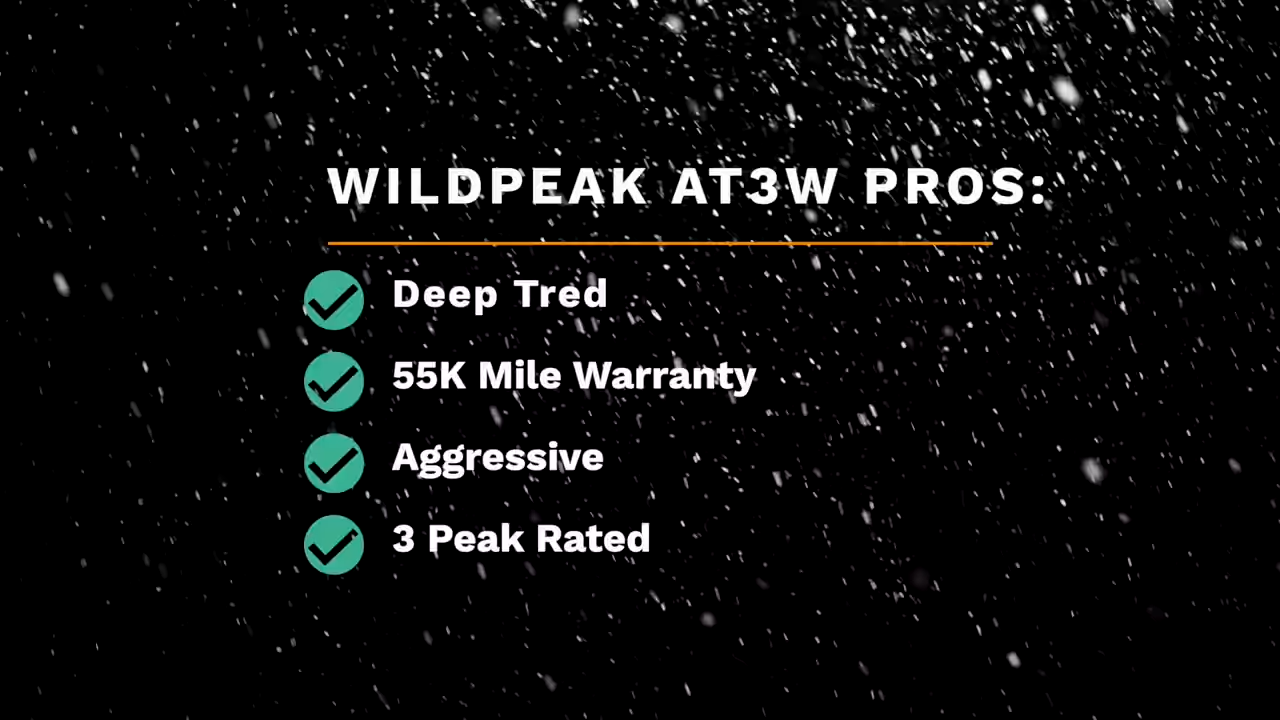 WILDPEAK AT3W PROS:
Deep Tred
55K Mile Warranty
Aggressive
3 Peak Rated